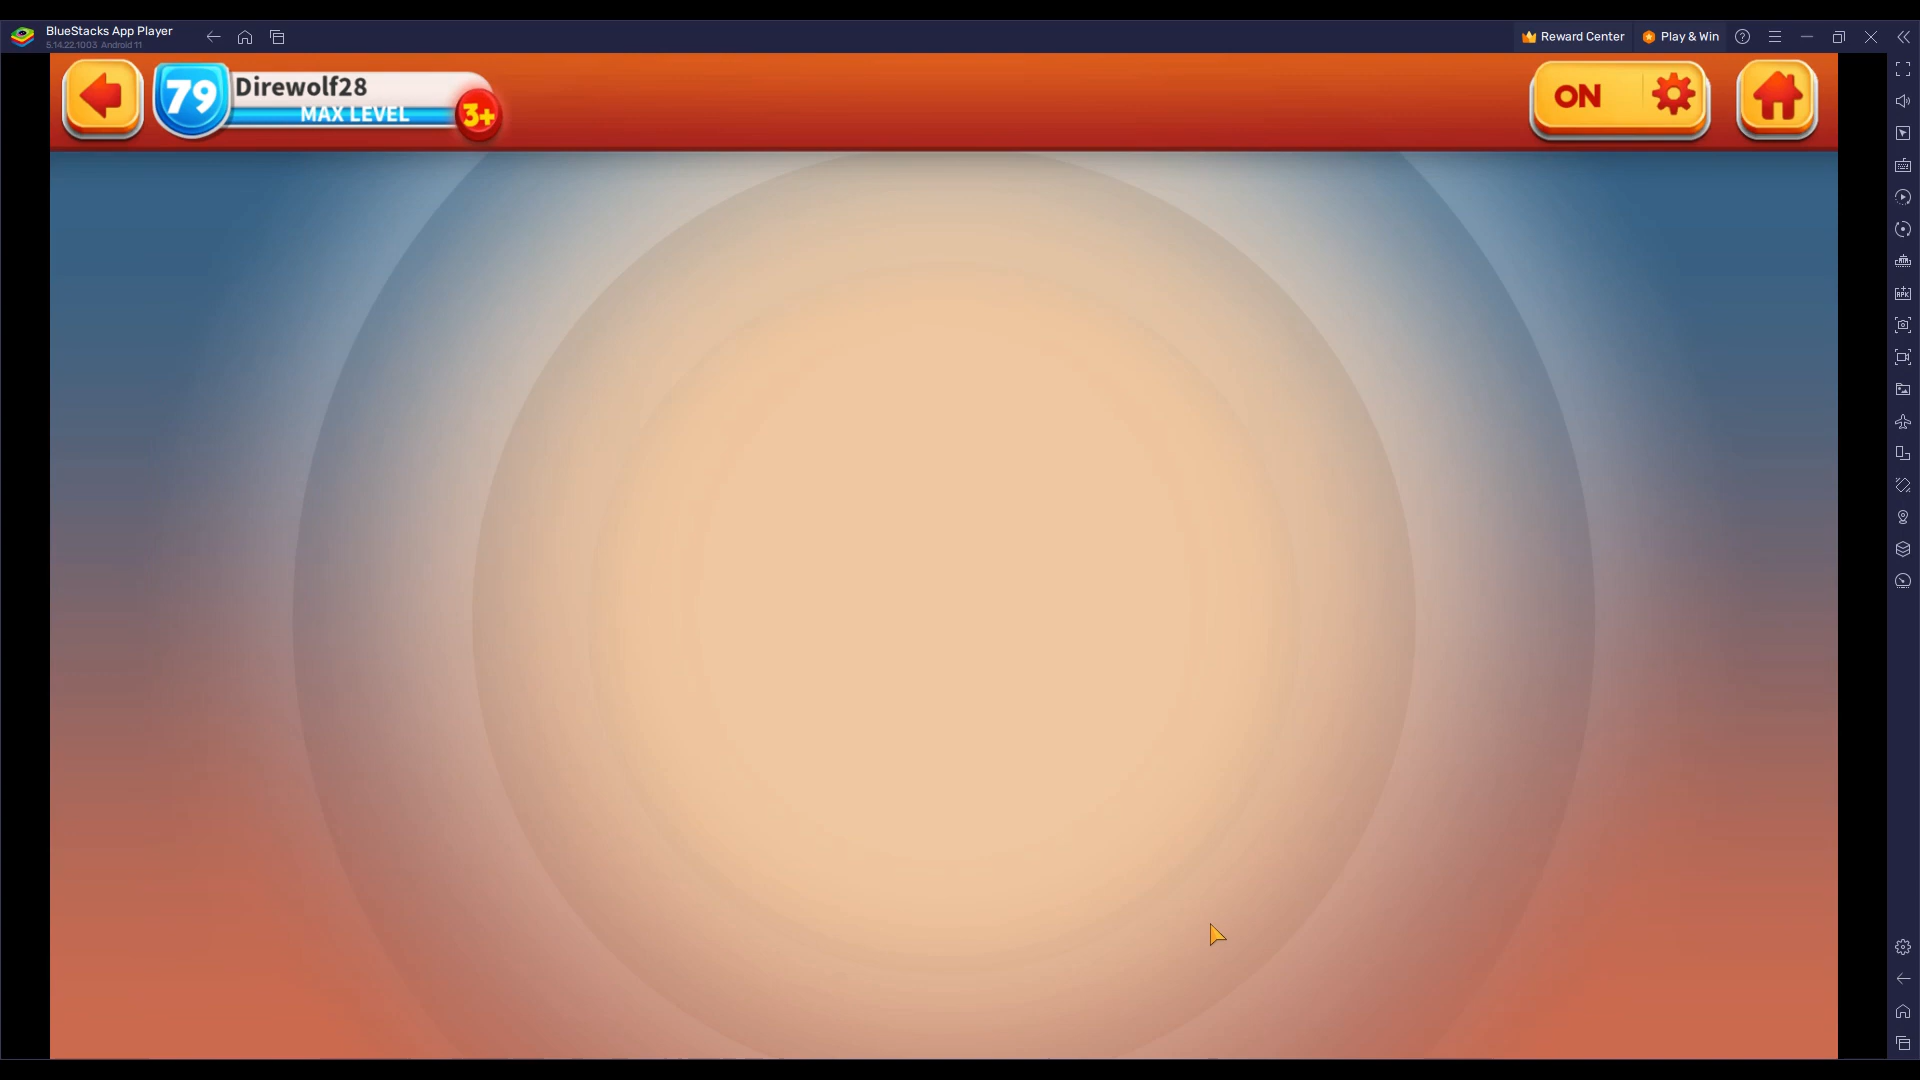 BlueStacks App Player
5.14.22.1003 Android 11
Reward Center
Play & Win
79
Direwolf28
MAX LEVEL
3+
ON